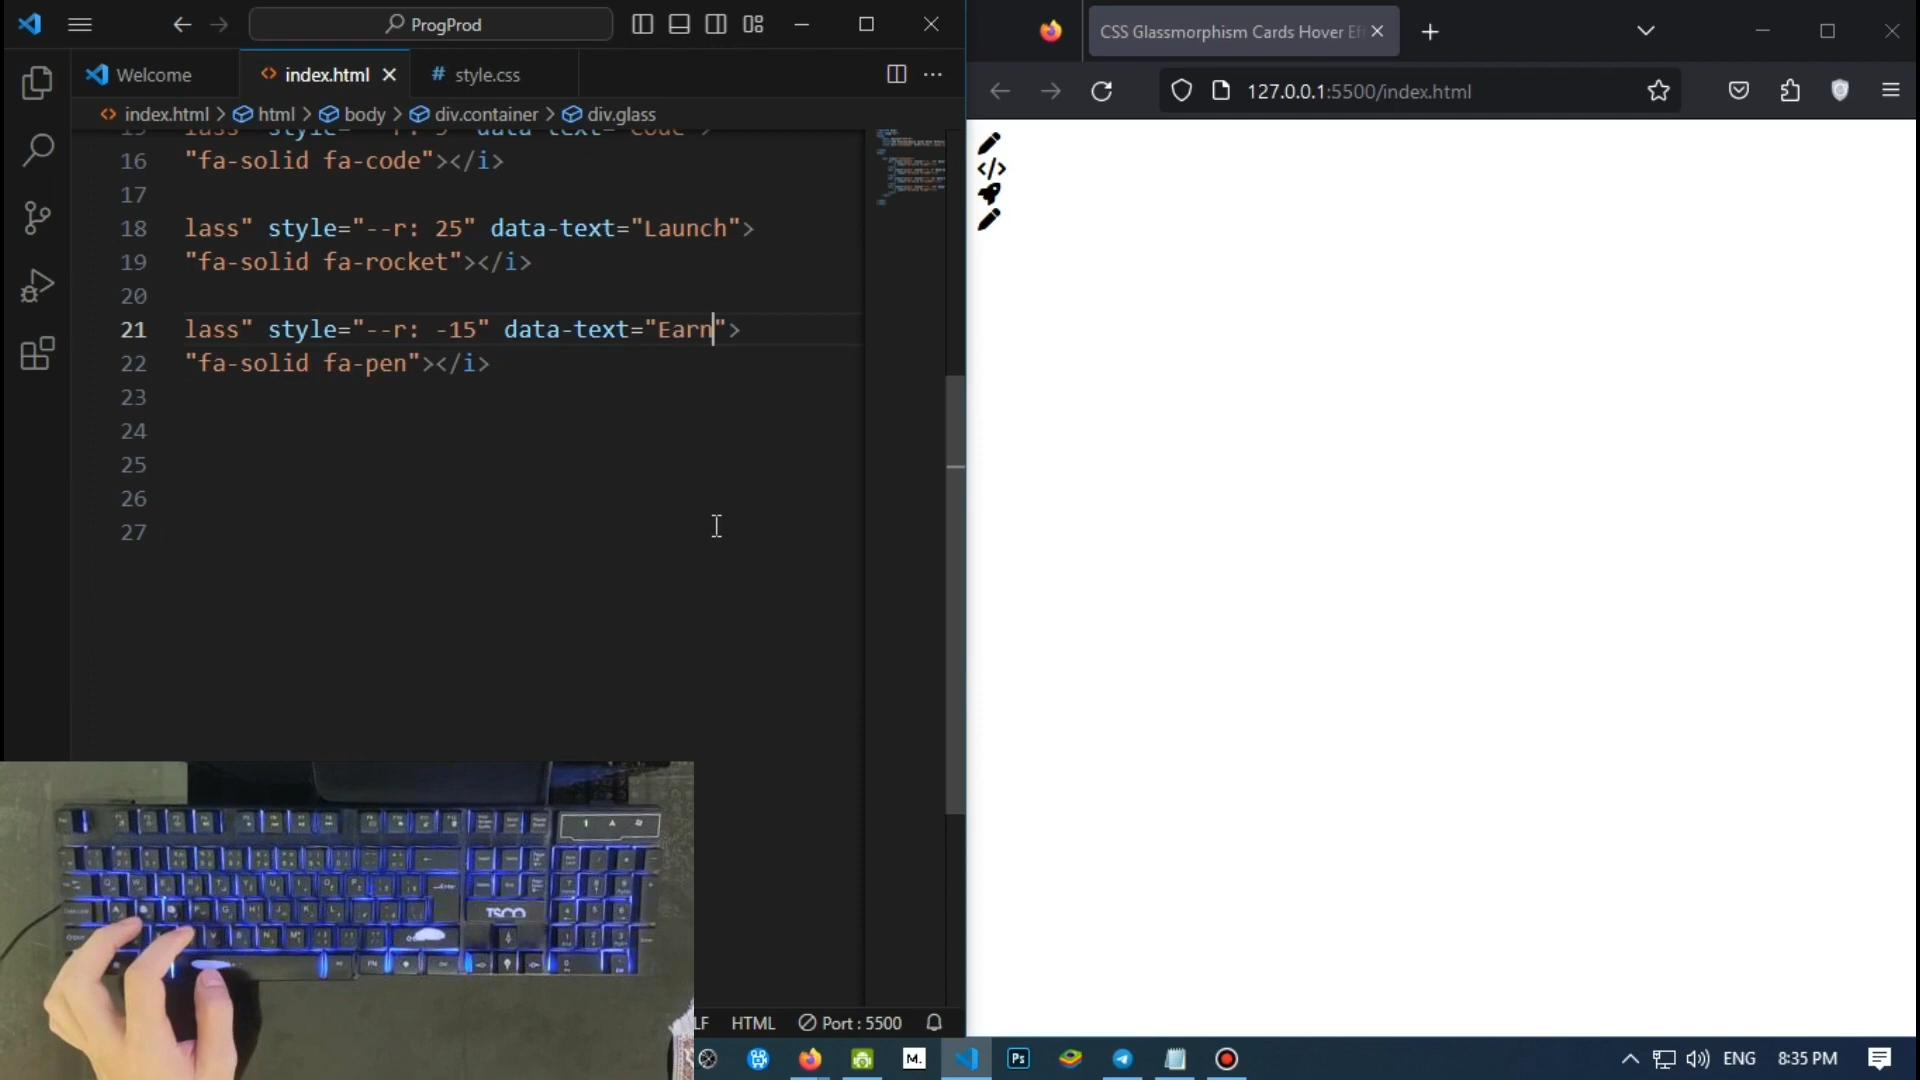 ProgProd
Welcome
index.html
# style.css
index.html > html > body > div.container > div.glass
16 "fa-solid fa-code"></i>
17
18 lass" style="--r: 25" data-text="Launch">
19 "fa-solid fa-rocket"></i>
20
21 lass" style="--r: -15" data-text="Earn">
22 "fa-solid fa-pen"></i>
23
24
25
26
27
LF HTML Port : 5500
CSS Glassmorphism Cards Hover Ef
127.0.0.1:5500/index.html
</>
TSCO
M.
Ps
ENG 8:35 PM